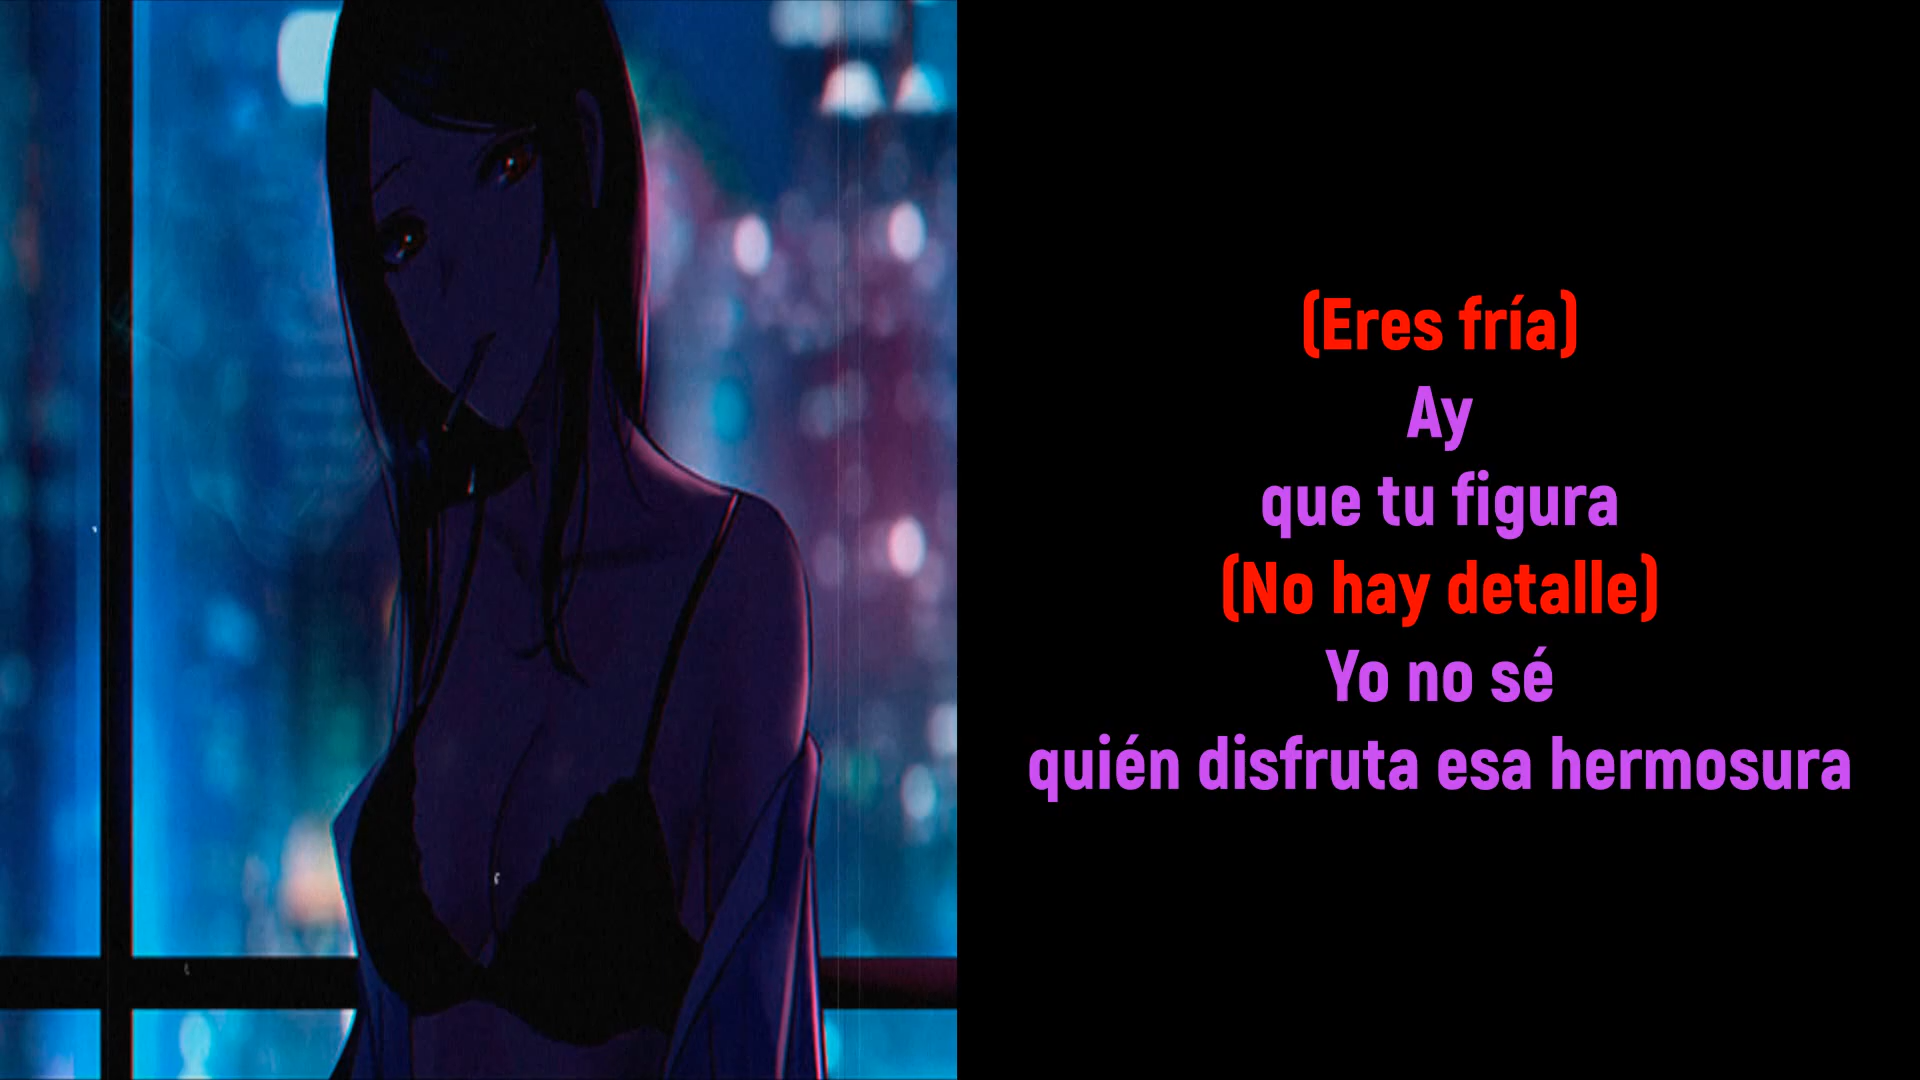 (Eres fría)
Ay
que tu figura
(No hay detalle)
Yo no sé
quién disfruta esa hermosura